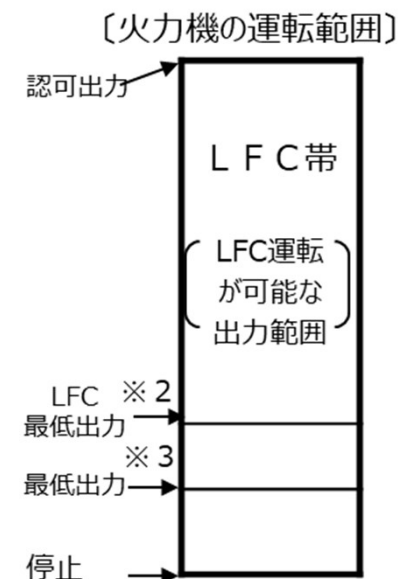 〔火力機の運転範囲〕
認可出力
ＬＦＣ帯
LFC運転
が可能な
出力範囲
LFC ※２
最低出力
※３
最低出力
停止